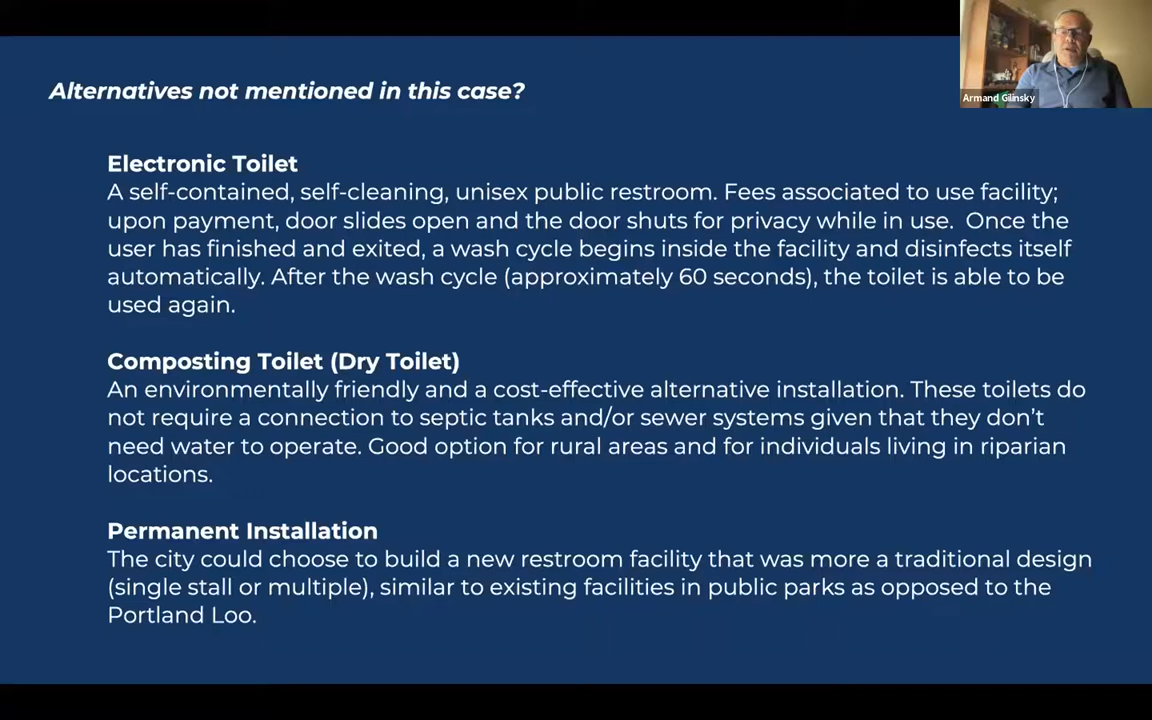 Armand Gilinsky
Alternatives not mentioned in this case?
Electronic Toilet
A self-contained, self-cleaning, unisex public restroom. Fees associated to use facility;
upon payment, door slides open and the door shuts for privacy while in use.  Once the
user has finished and exited, a wash cycle begins inside the facility and disinfects itself
automatically. After the wash cycle (approximately 60 seconds), the toilet is able to be
used again.
Composting Toilet (Dry Toilet)
An environmentally friendly and a cost-effective alternative installation. These toilets do
not require a connection to septic tanks and/or sewer systems given that they don’t
need water to operate. Good option for rural areas and for individuals living in riparian
locations.
Permanent Installation
The city could choose to build a new restroom facility that was more a traditional design
(single stall or multiple), similar to existing facilities in public parks as opposed to the
Portland Loo.